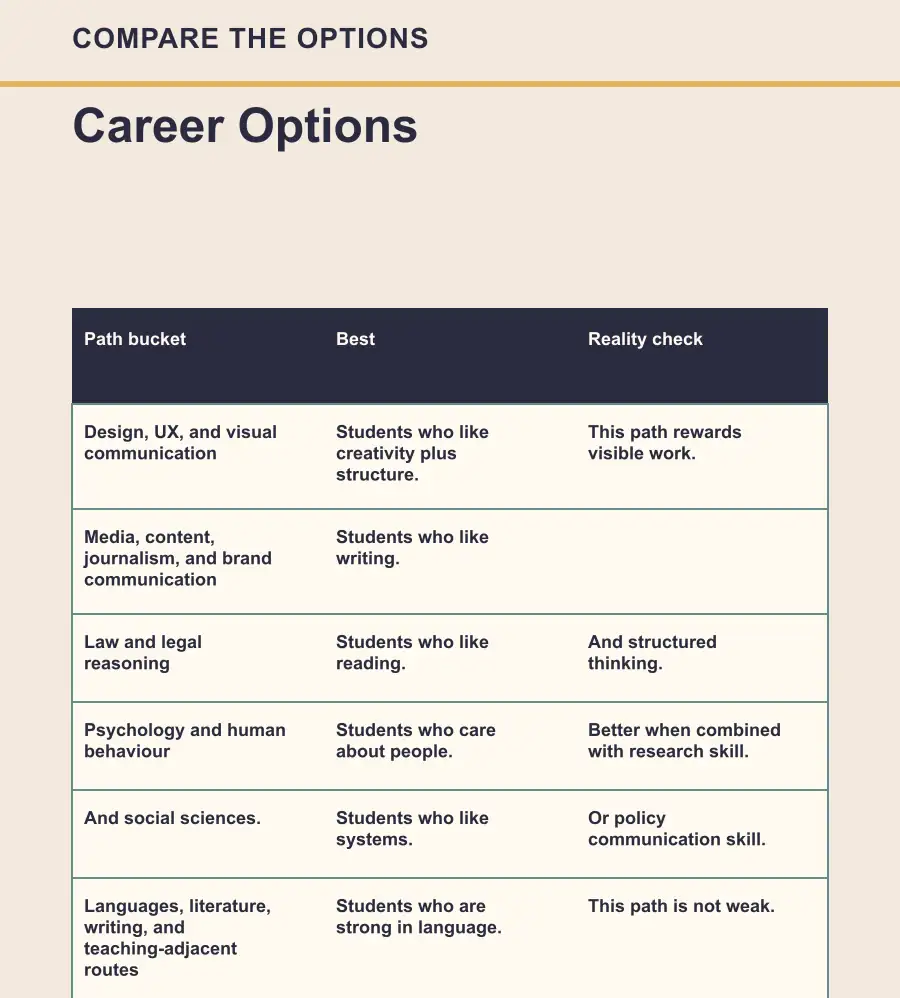 COMPARE THE OPTIONS
Career Options
Path bucket
Best
Reality check
Design, UX, and visual
communication
Students who like
creativity plus
structure.
This path rewards
visible work.
Media, content,
journalism, and brand
communication
Students who like
writing.
Law and legal
reasoning
Students who like
reading.
And structured
thinking.
Psychology and human
behaviour
Students who care
about people.
Better when combined
with research skill.
And social sciences.
Students who like
systems.
Or policy
communication skill.
Languages, literature,
writing, and
teaching-adjacent
routes
Students who are
strong in language.
This path is not weak.